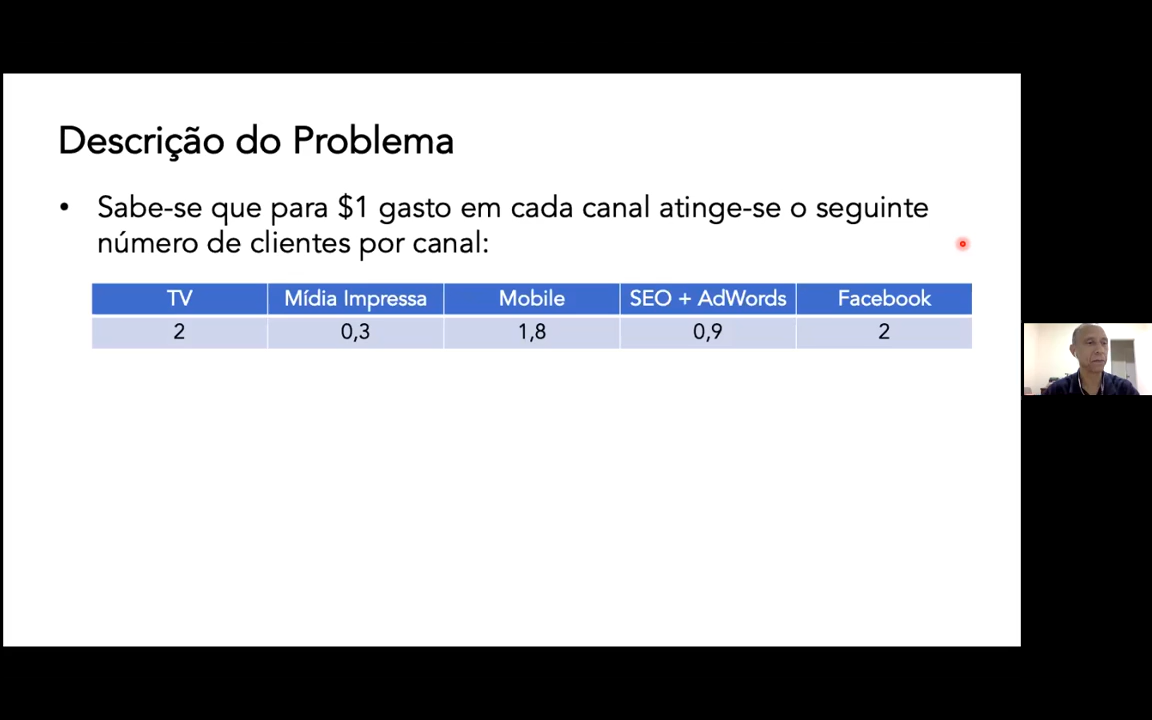 Descrição do Problema
• Sabe-se que para $1 gasto em cada canal atinge-se o seguinte
número de clientes por canal:
TV Mídia Impressa Mobile SEO + AdWords Facebook
2 0,3 1,8 0,9 2